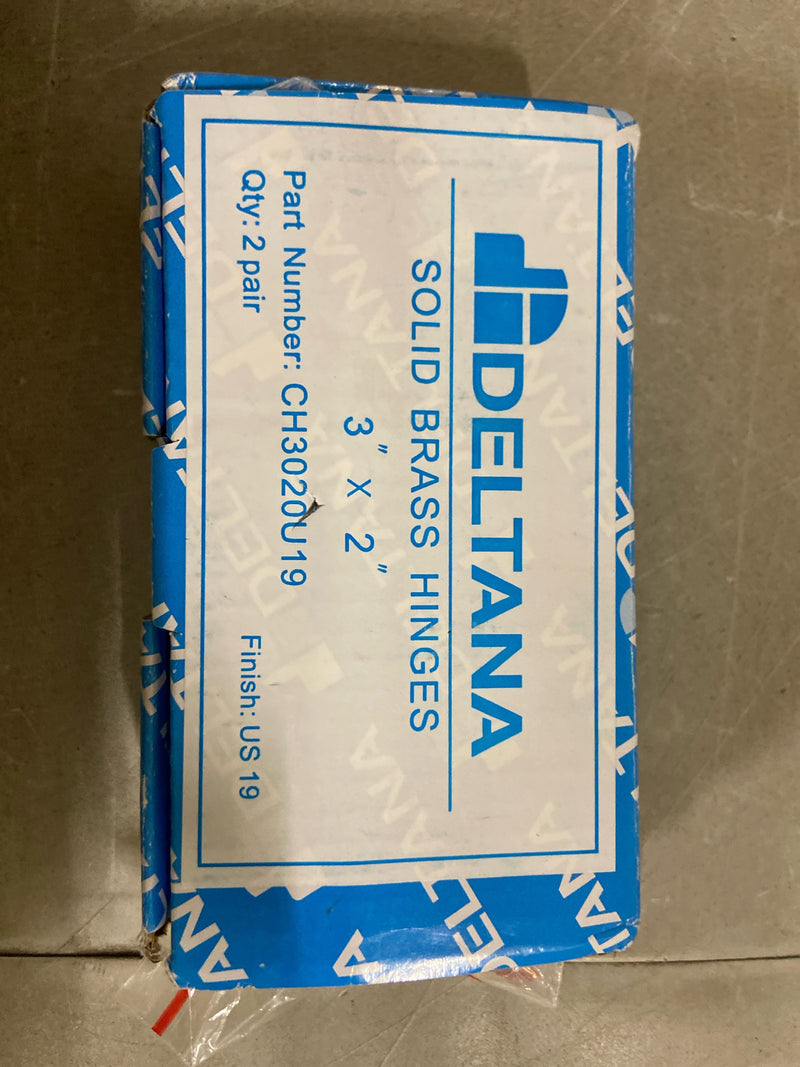 DELTANA
SOLID BRASS HINGES
3" x 2"
Part Number: CH3020U19
Qty: 2 pair
Finish: US 19